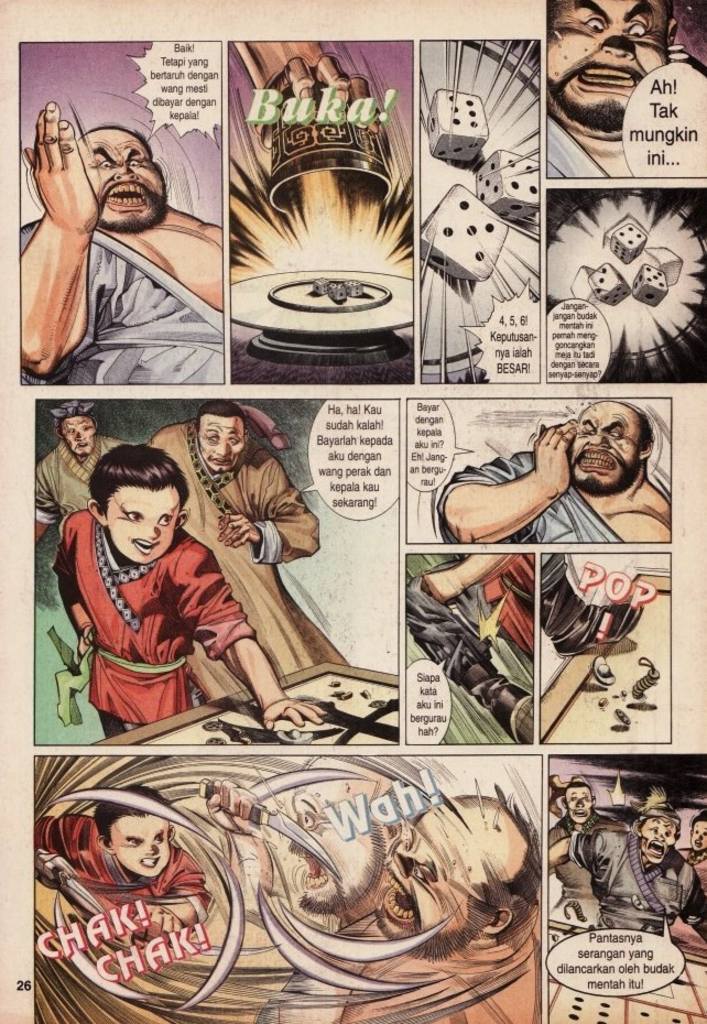 Baik!
Tetapi yang
bertaruh dengan
wang mesti
dibayar dengan
kepala!
Buka!
4, 5, 6!
Keputusan-
nya ialah
BESAR!
Ah!
Tak
mungkin
ini...
Jangan-
jangan budak
mentah ini
pernah meng-
goncangkan
meja itu tadi
dengan secara
senyap-senyap?
Ha, ha! Kau
sudah kalah!
Bayarlah kepada
aku dengan
wang perak dan
kepala kau
sekarang!
Bayar
dengan
kepala
aku ini?
Eh! Jang-
an bergu-
rau!
Siapa
kata
aku ini
bergurau
hah?
POP
!
CHAK!
CHAK!
Wah!
Pantasnya
serangan yang
dilancarkan oleh budak
mentah itu!
26